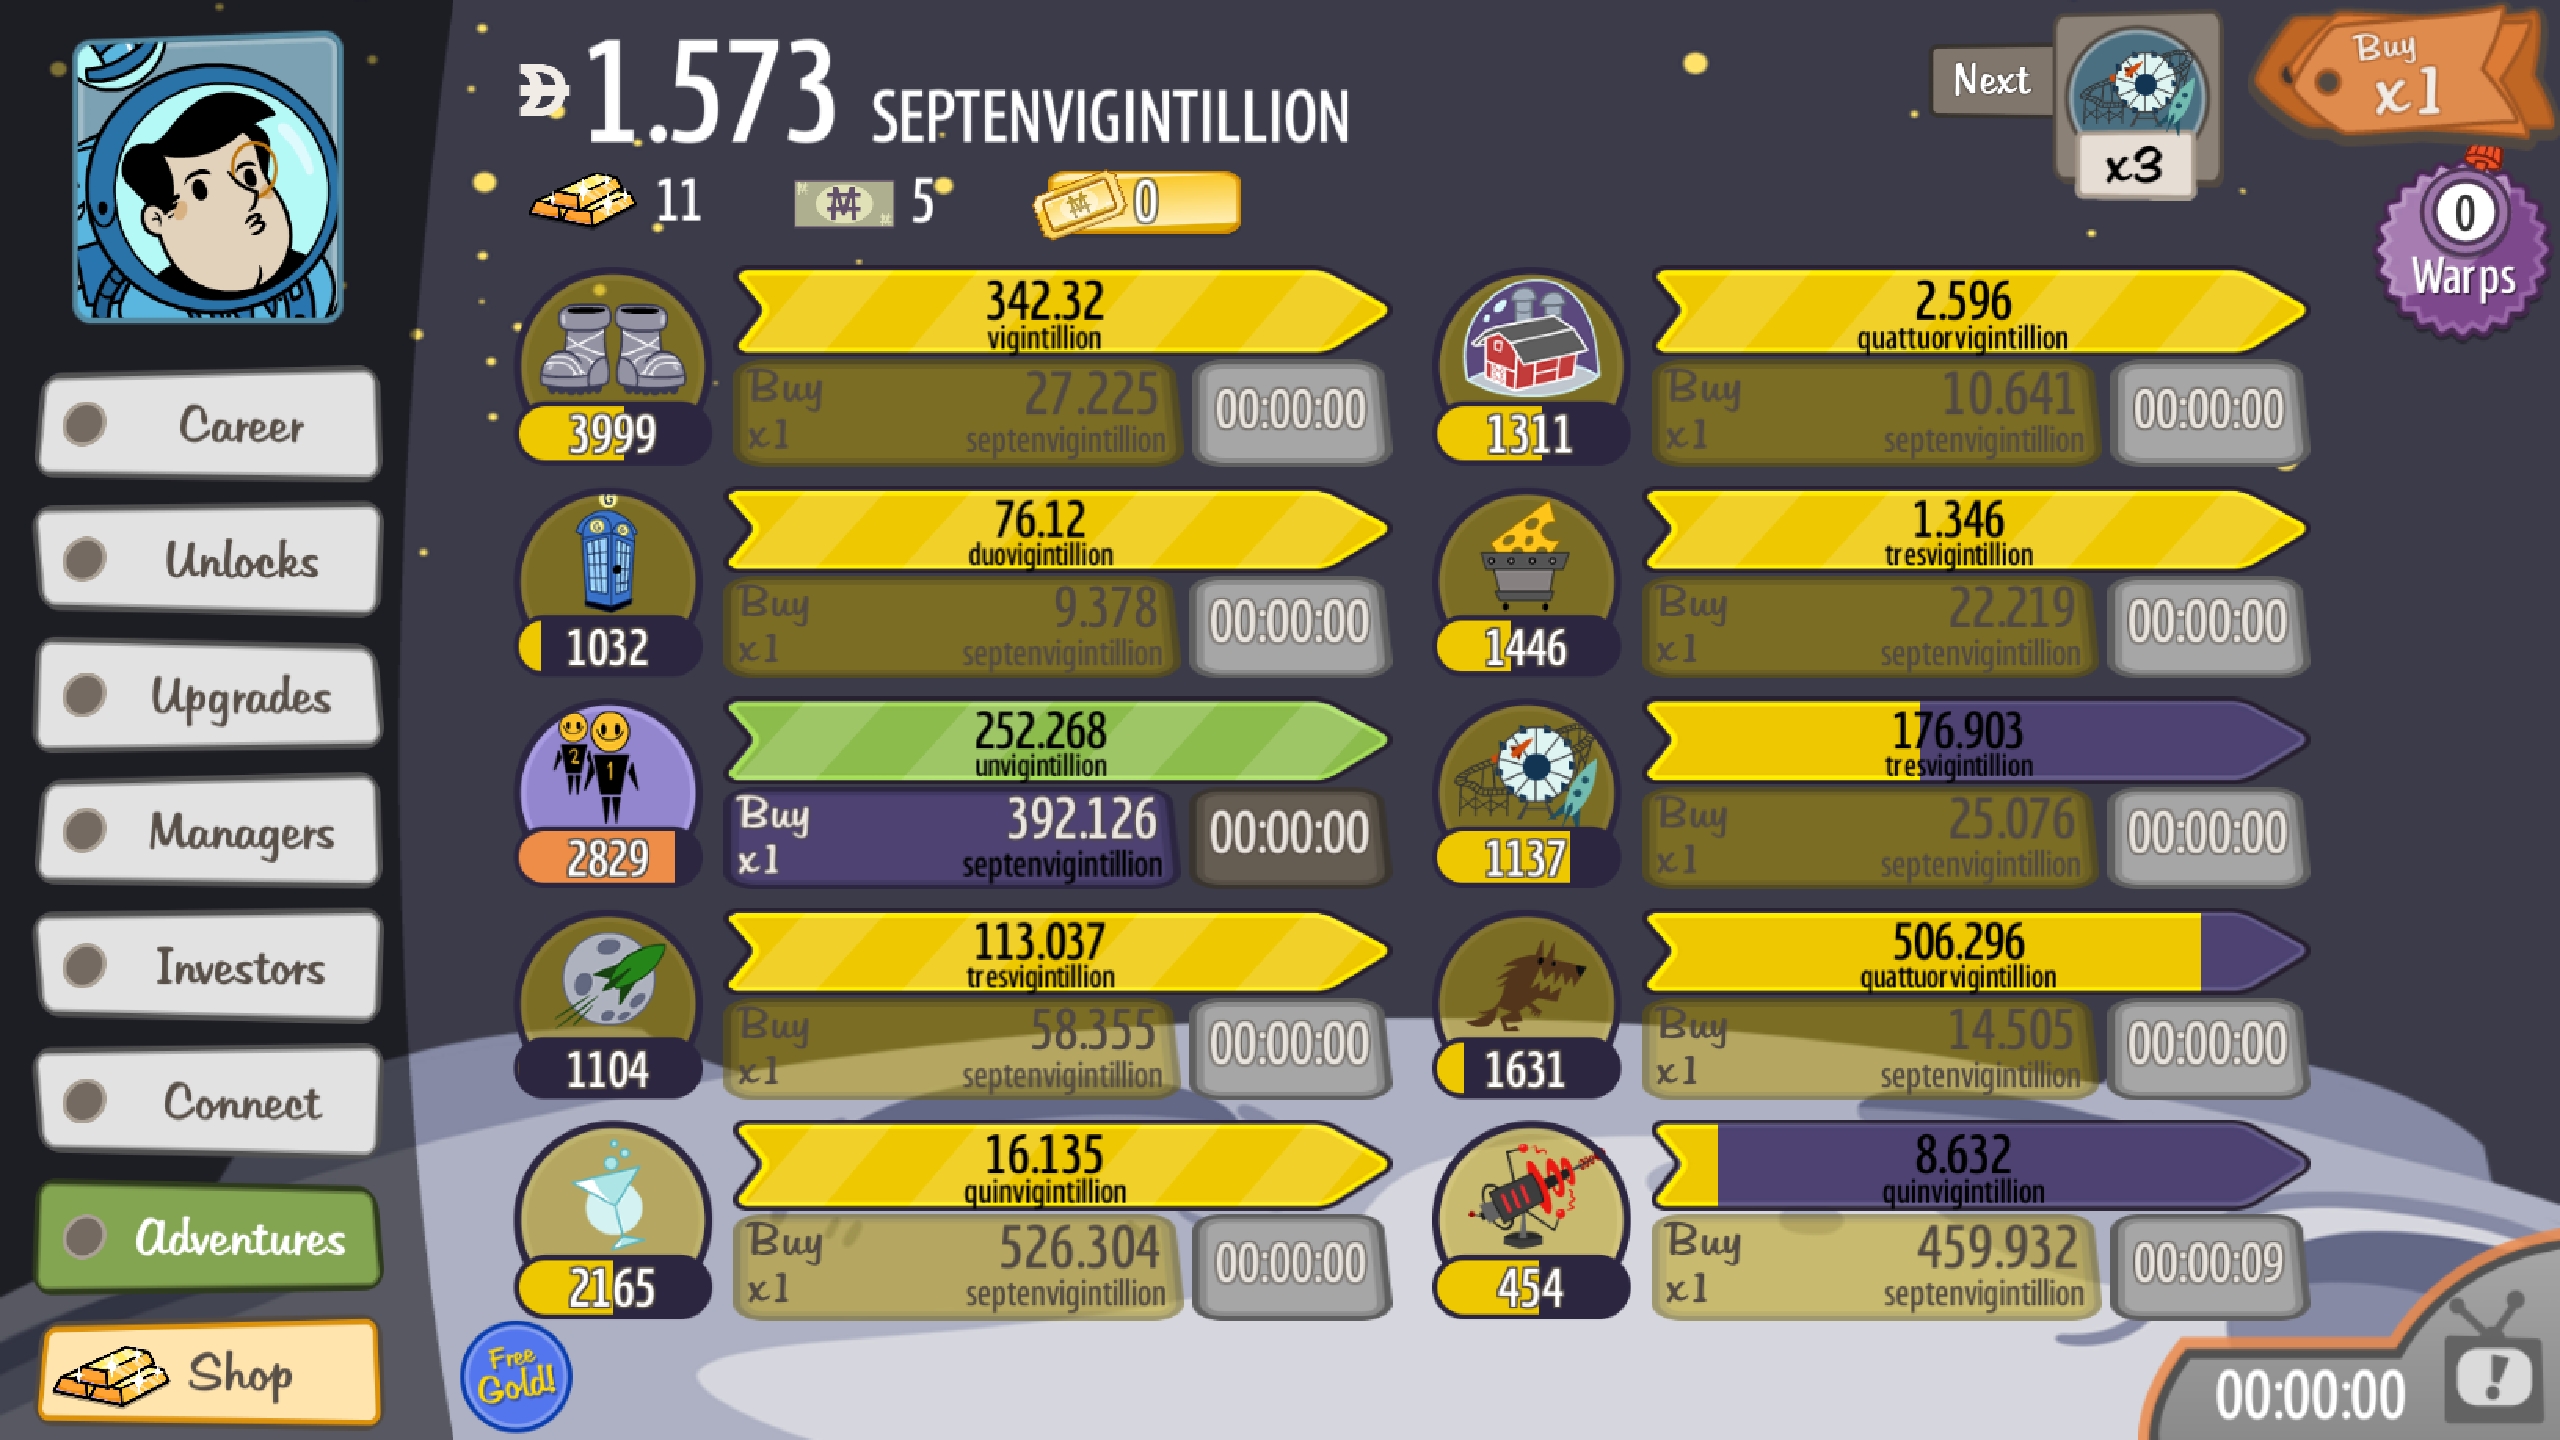 1.573 SEPTENVIGINTILLION
11
5
0
Next
x3
Buy
x1
0
Warps
Career
Unlocks
Upgrades
Managers
Investors
Connect
Adventures
Shop
Free
Gold!
342.32
vigintillion
Buy
x1
27.225
septenvigintillion
00:00:00
3999
G
76.12
duovigintillion
Buy
x1
9.378
septenvigintillion
00:00:00
1032
2
1
252.268
unvigintillion
Buy
x1
392.126
septenvigintillion
00:00:00
2829
113.037
tresvigintillion
Buy
x1
58.355
septenvigintillion
00:00:00
1104
16.135
quinvigintillion
Buy
x1
526.304
septenvigintillion
00:00:00
2165
2.596
quattuorvigintillion
Buy
x1
10.641
septenvigintillion
00:00:00
1311
1.346
tresvigintillion
Buy
x1
22.219
septenvigintillion
00:00:00
1446
176.903
tresvigintillion
Buy
x1
25.076
septenvigintillion
00:00:00
1137
506.296
quattuorvigintillion
Buy
x1
14.505
septenvigintillion
00:00:00
1631
8.632
quinvigintillion
Buy
x1
459.932
septenvigintillion
00:00:09
454
00:00:00
!